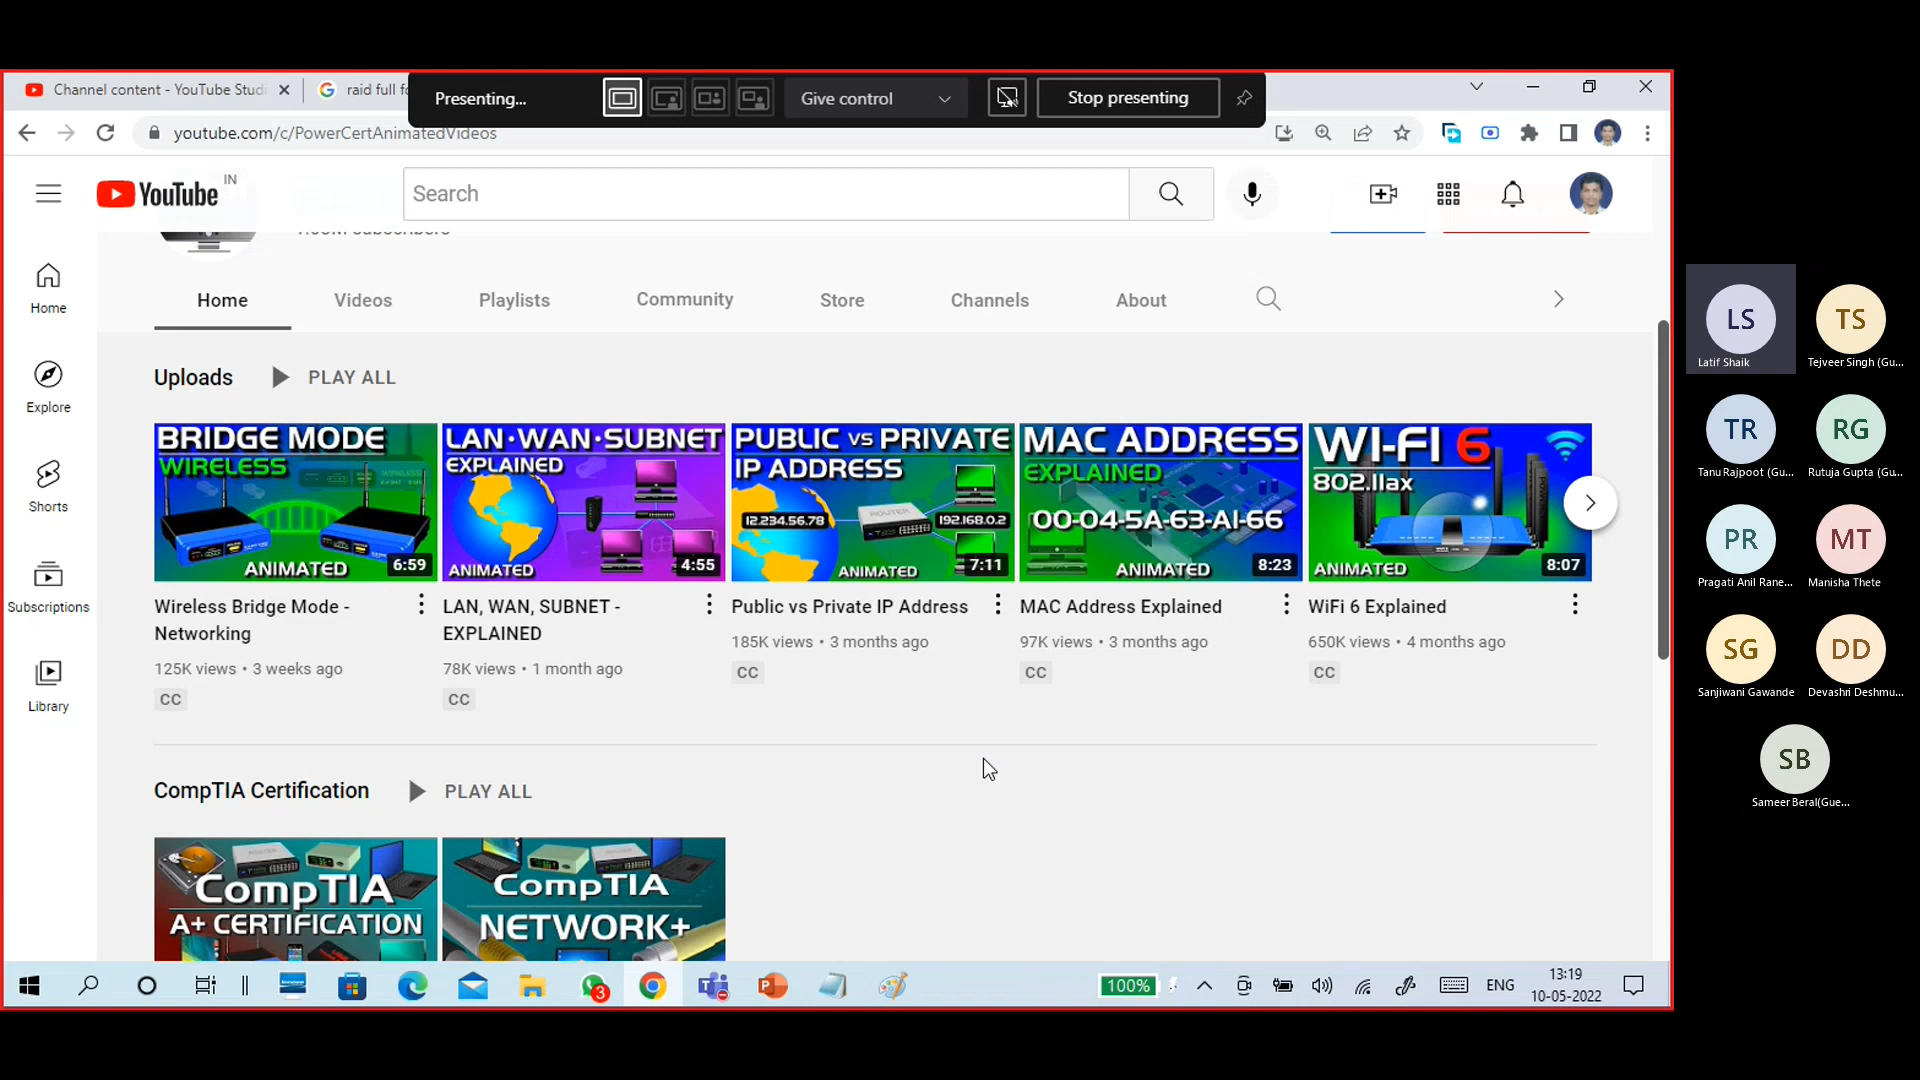 Channel content - YouTube Studi
raid full fo
Presenting...
Give control
Stop presenting
youtube.com/c/PowerCertAnimatedVideos
YouTube IN
Search
Home
Videos
Playlists
Community
Store
Channels
About
Home
Explore
Shorts
Subscriptions
Library
Uploads
PLAY ALL
BRIDGE MODE
WIRELESS
ANIMATED
6:59
LAN·WAN·SUBNET
EXPLAINED
ANIMATED
4:55
PUBLIC vs PRIVATE
IP ADDRESS
12.234.56.78
ROUTER
192.168.0.2
ANIMATED
7:11
MAC ADDRESS
EXPLAINED
00-04-5A-63-A1-66
ANIMATED
8:23
WI-FI 6
802.11ax
ANIMATED
8:07
Wireless Bridge Mode -
Networking
125K views • 3 weeks ago
CC
LAN, WAN, SUBNET -
EXPLAINED
78K views • 1 month ago
CC
Public vs Private IP Address
185K views • 3 months ago
CC
MAC Address Explained
97K views • 3 months ago
CC
WiFi 6 Explained
650K views • 4 months ago
CC
CompTIA Certification
PLAY ALL
CompTIA
A+ CERTIFICATION
CompTIA
NETWORK+
3
100%
ENG
13:19
10-05-2022
LS
Latif Shaik
TS
Tejveer Singh (Gu...
TR
Tanu Rajpoot (Gu...
RG
Rutuja Gupta (Gu...
PR
Pragati Anil Rane...
MT
Manisha Thete
SG
Sanjiwani Gawande
DD
Devashri Deshmu...
SB
Sameer Beral(Gue...